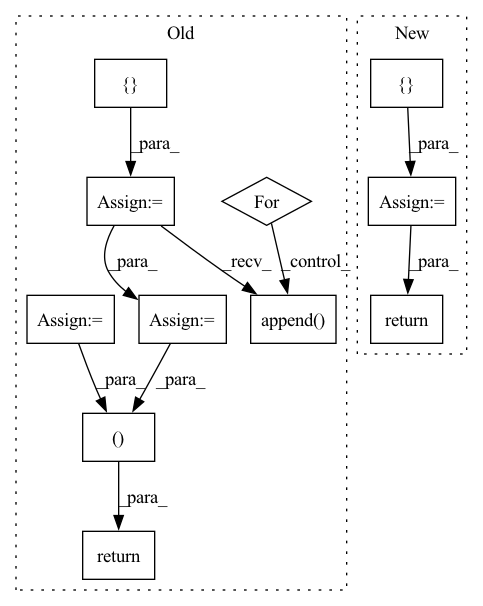 Old
New
{}
{}
_para_
_para_
Assign:=
For
Assign:=
_para_
_recv_
_control_
_para_
Assign:=
Assign:=
append()
return
_para_
_para_
()
_para_
return